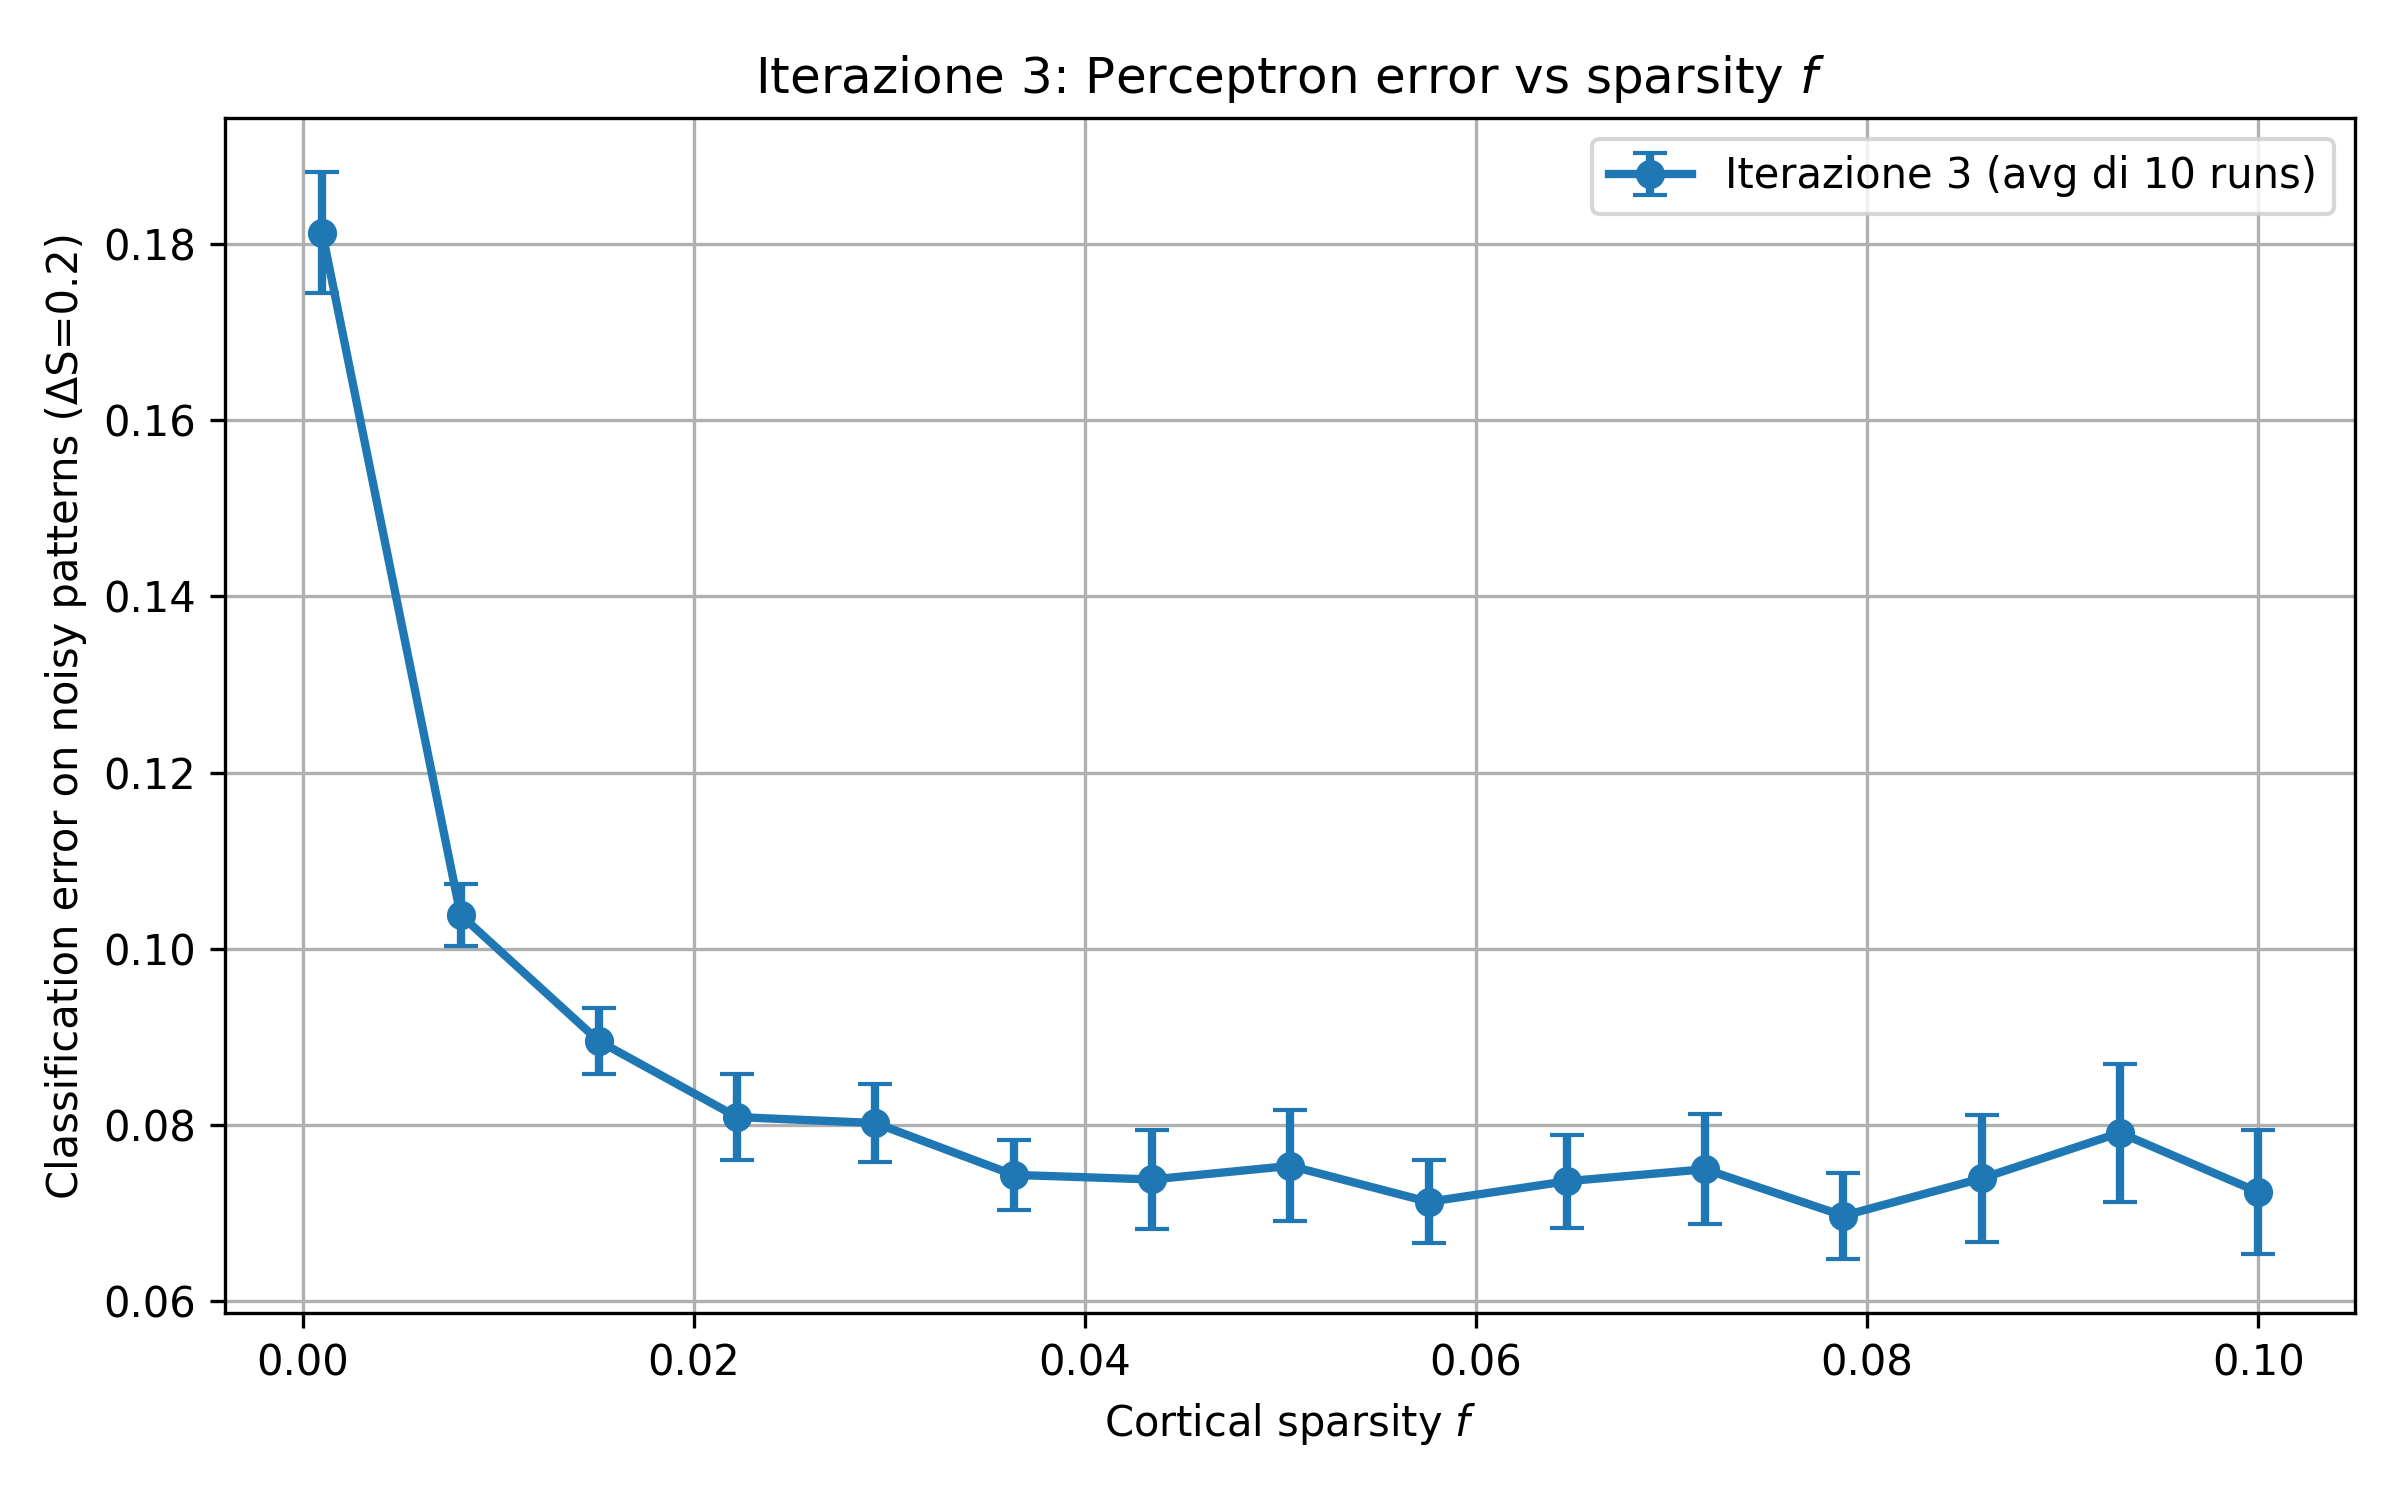 Iterazione 3: Perceptron error vs sparsity f
Iterazione 3 (avg di 10 runs)
Classification error on noisy patterns (ΔS=0.2)
0.18
0.16
0.14
0.12
0.10
0.08
0.06
0.00 0.02 0.04 0.06 0.08 0.10
Cortical sparsity f